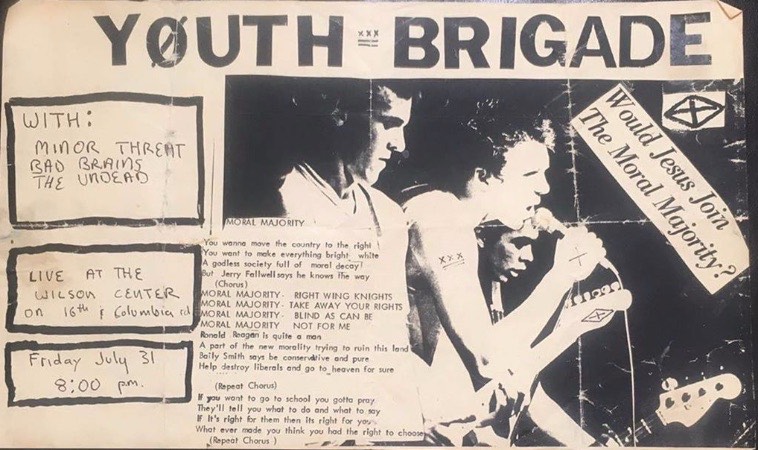 YØUTH XXX BRIGADE
WITH:
MINOR THREAT
BAD BRAINS
THE UNDEAD
LIVE AT THE
WILSON CENTER
on 16th & Columbia rd
Friday July 31
8:00 pm.
Would Jesus Join
The Moral Majority?
XXX
MORAL MAJORITY
You wanna move the country to the right
You want to make everything bright white
A godless society full of moral decay
But Jerry Fellwell says he knows the way
(Chorus)
MORAL MAJORITY- RIGHT WING KNIGHTS
MORAL MAJORITY- TAKE AWAY YOUR RIGHTS
MORAL MAJORITY- BLIND AS CAN BE
MORAL MAJORITY NOT FOR ME
Ronald Reagan is quite a man
A part of the new morality trying to ruin this land
Baily Smith says be conservative and pure
Help destroy liberals and go to heaven for sure
(Repeat Chorus)
If you want to go to school you gotta pray
They'll tell you what to do and what to say
If It's right for them then its right for you
What ever made you think you had the right to choose
(Repeat Chorus )